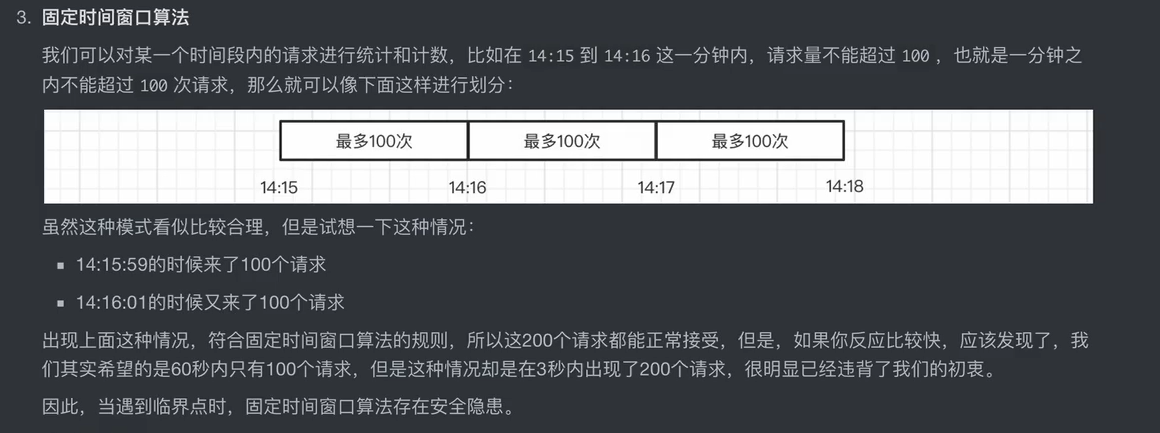 3. 固定时间窗口算法
我们可以对某一个时间段内的请求进行统计和计数，比如在 14:15 到 14:16 这一分钟内，请求量不能超过 100 ，也就是一分钟之
内不能超过 100 次请求，那么就可以像下面这样进行划分：
最多100次 最多100次 最多100次
14:15 14:16 14:17 14:18
虽然这种模式看似比较合理，但是试想一下这种情况：
▪ 14:15:59的时候来了100个请求
▪ 14:16:01的时候又来了100个请求
出现上面这种情况，符合固定时间窗口算法的规则，所以这200个请求都能正常接受，但是，如果你反应比较快，应该发现了，我
们其实希望的是60秒内只有100个请求，但是这种情况却是在3秒内出现了200个请求，很明显已经违背了我们的初衷。
因此，当遇到临界点时，固定时间窗口算法存在安全隐患。